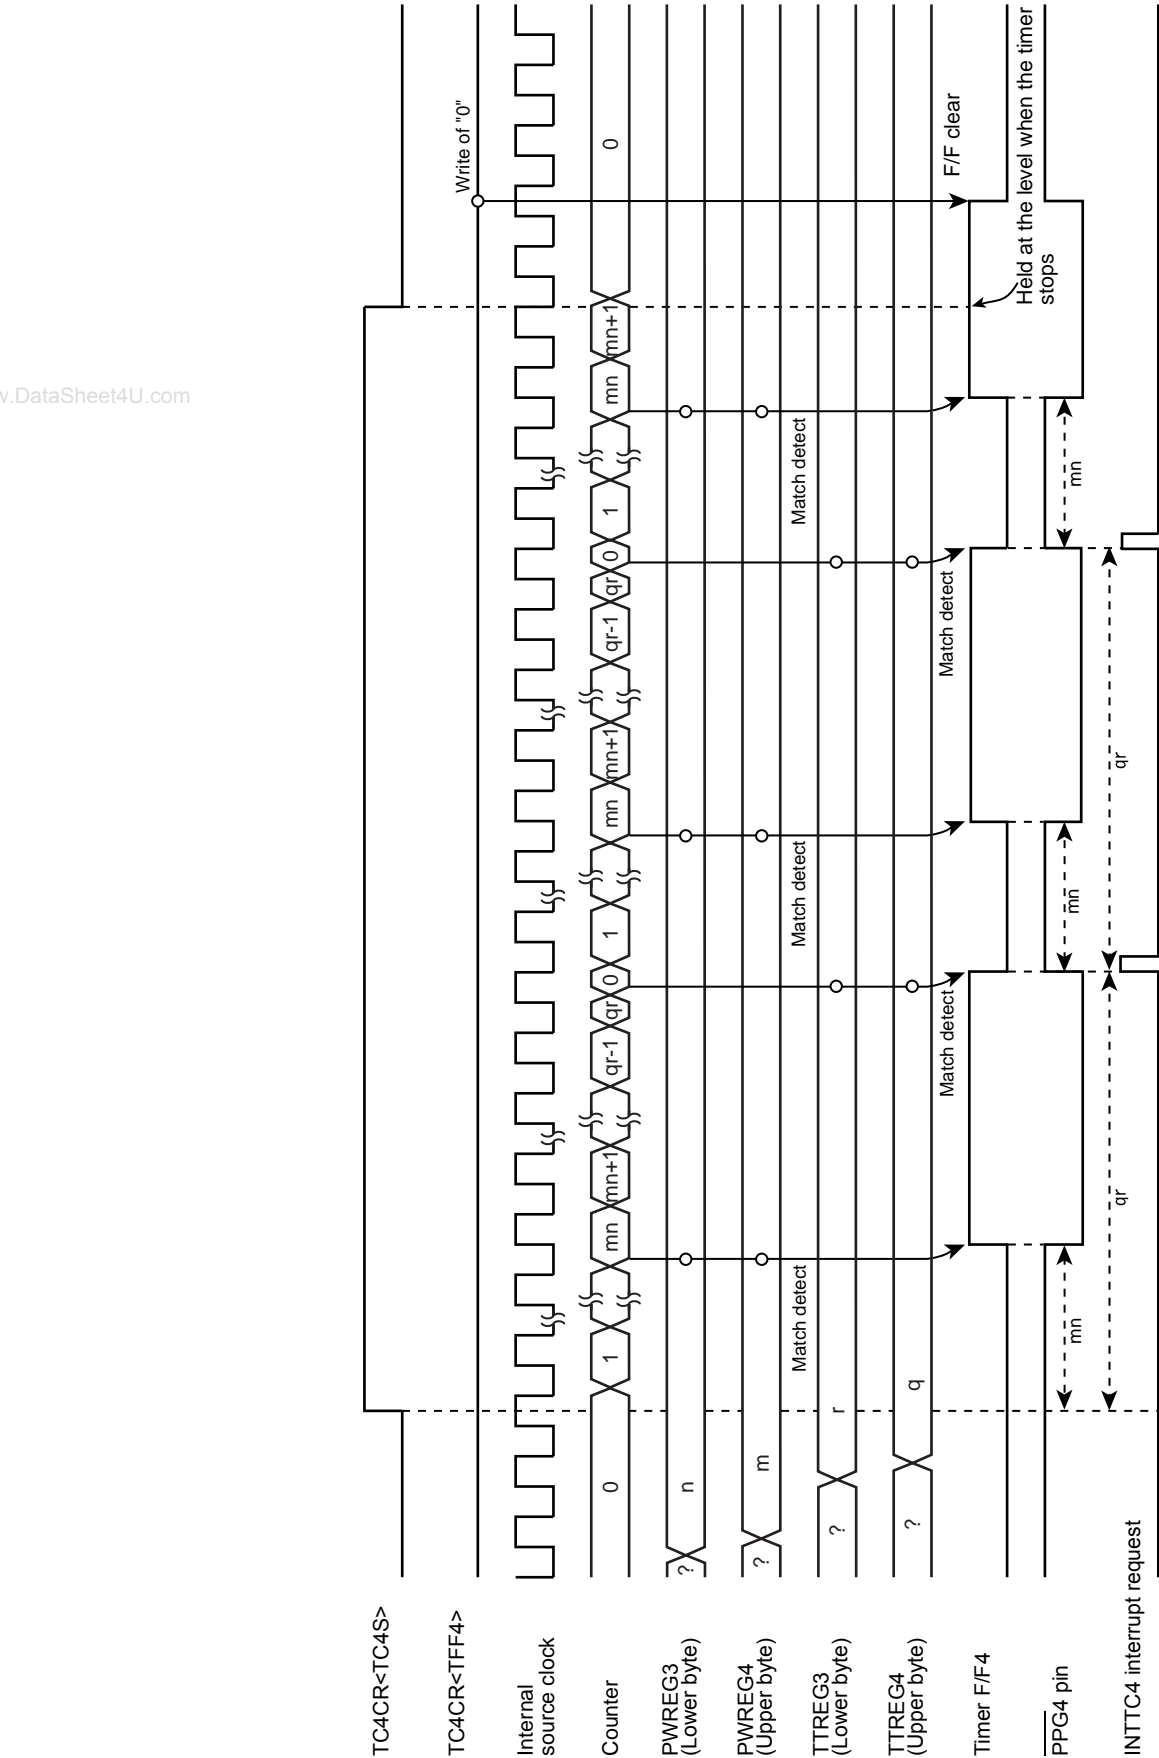 TC4CR<TC4S>
TC4CR<TFF4>
Write of "0"
Internal
source clock
Counter
0
1
mn
mn+1
qr-1
qr
0
1
mn
mn+1
qr-1
qr
0
1
mn
mn+1
0
PWREG3
(Lower byte)
?
n
PWREG4
(Upper byte)
?
m
Match detect
Match detect
Match detect
TTREG3
(Lower byte)
?
r
TTREG4
(Upper byte)
?
q
Match detect
Match detect
F/F clear
Timer F/F4
Held at the level when the timer
stops
PPG4 pin
mn
mn
mn
qr
qr
INTTC4 interrupt request
.DataSheet4U.com